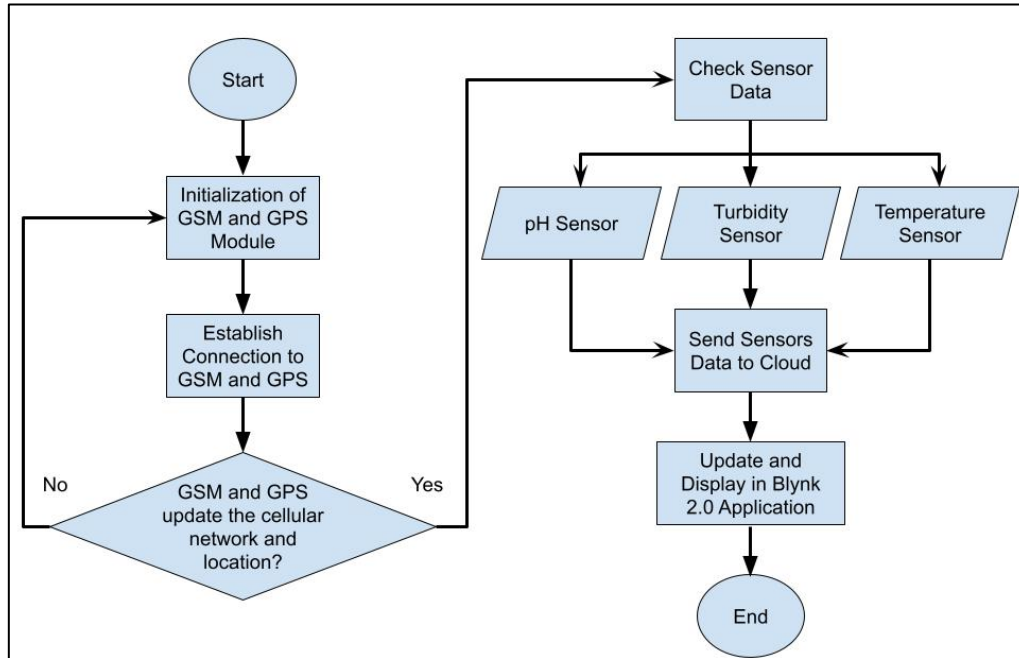 Start
Initialization of
GSM and GPS
Module
Establish
Connection to
GSM and GPS
GSM and GPS
update the cellular
network and
location?
No
Yes
Check Sensor
Data
pH Sensor
Turbidity
Sensor
Temperature
Sensor
Send Sensors
Data to Cloud
Update and
Display in Blynk
2.0 Application
End